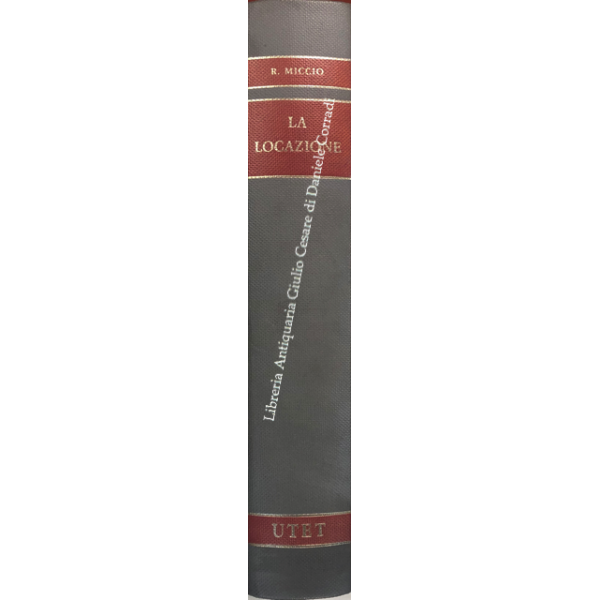 R. MICCIO
LA
LOCAZIONE
Libreria Antiquaria Giulio Cesare di Daniele Corradi
UTET